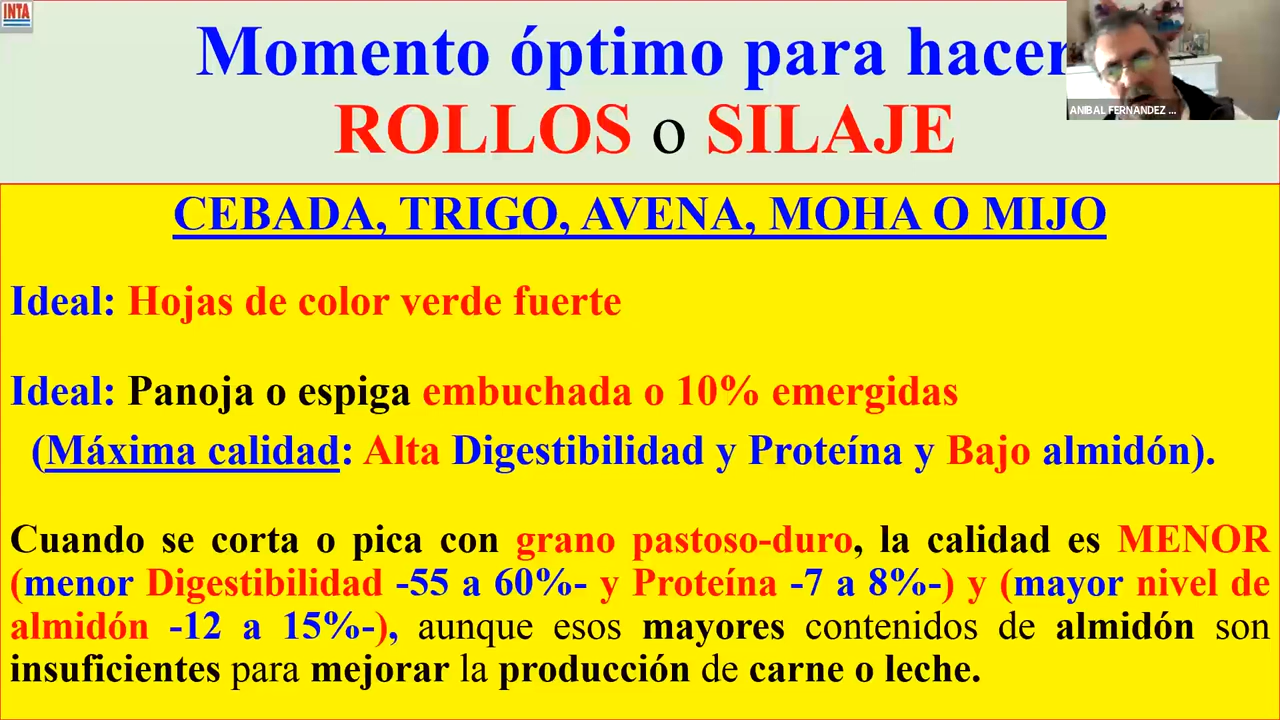 INTA
Momento óptimo para hacer
ROLLOS o SILAJE
ANIBAL FERNANDEZ ...
CEBADA, TRIGO, AVENA, MOHA O MIJO
Ideal: Hojas de color verde fuerte
Ideal: Panoja o espiga embuchada o 10% emergidas
(Máxima calidad: Alta Digestibilidad y Proteína y Bajo almidón).
Cuando se corta o pica con grano pastoso-duro, la calidad es MENOR
(menor Digestibilidad -55 a 60%- y Proteína -7 a 8%-) y (mayor nivel de
almidón -12 a 15%-), aunque esos mayores contenidos de almidón son
insuficientes para mejorar la producción de carne o leche.